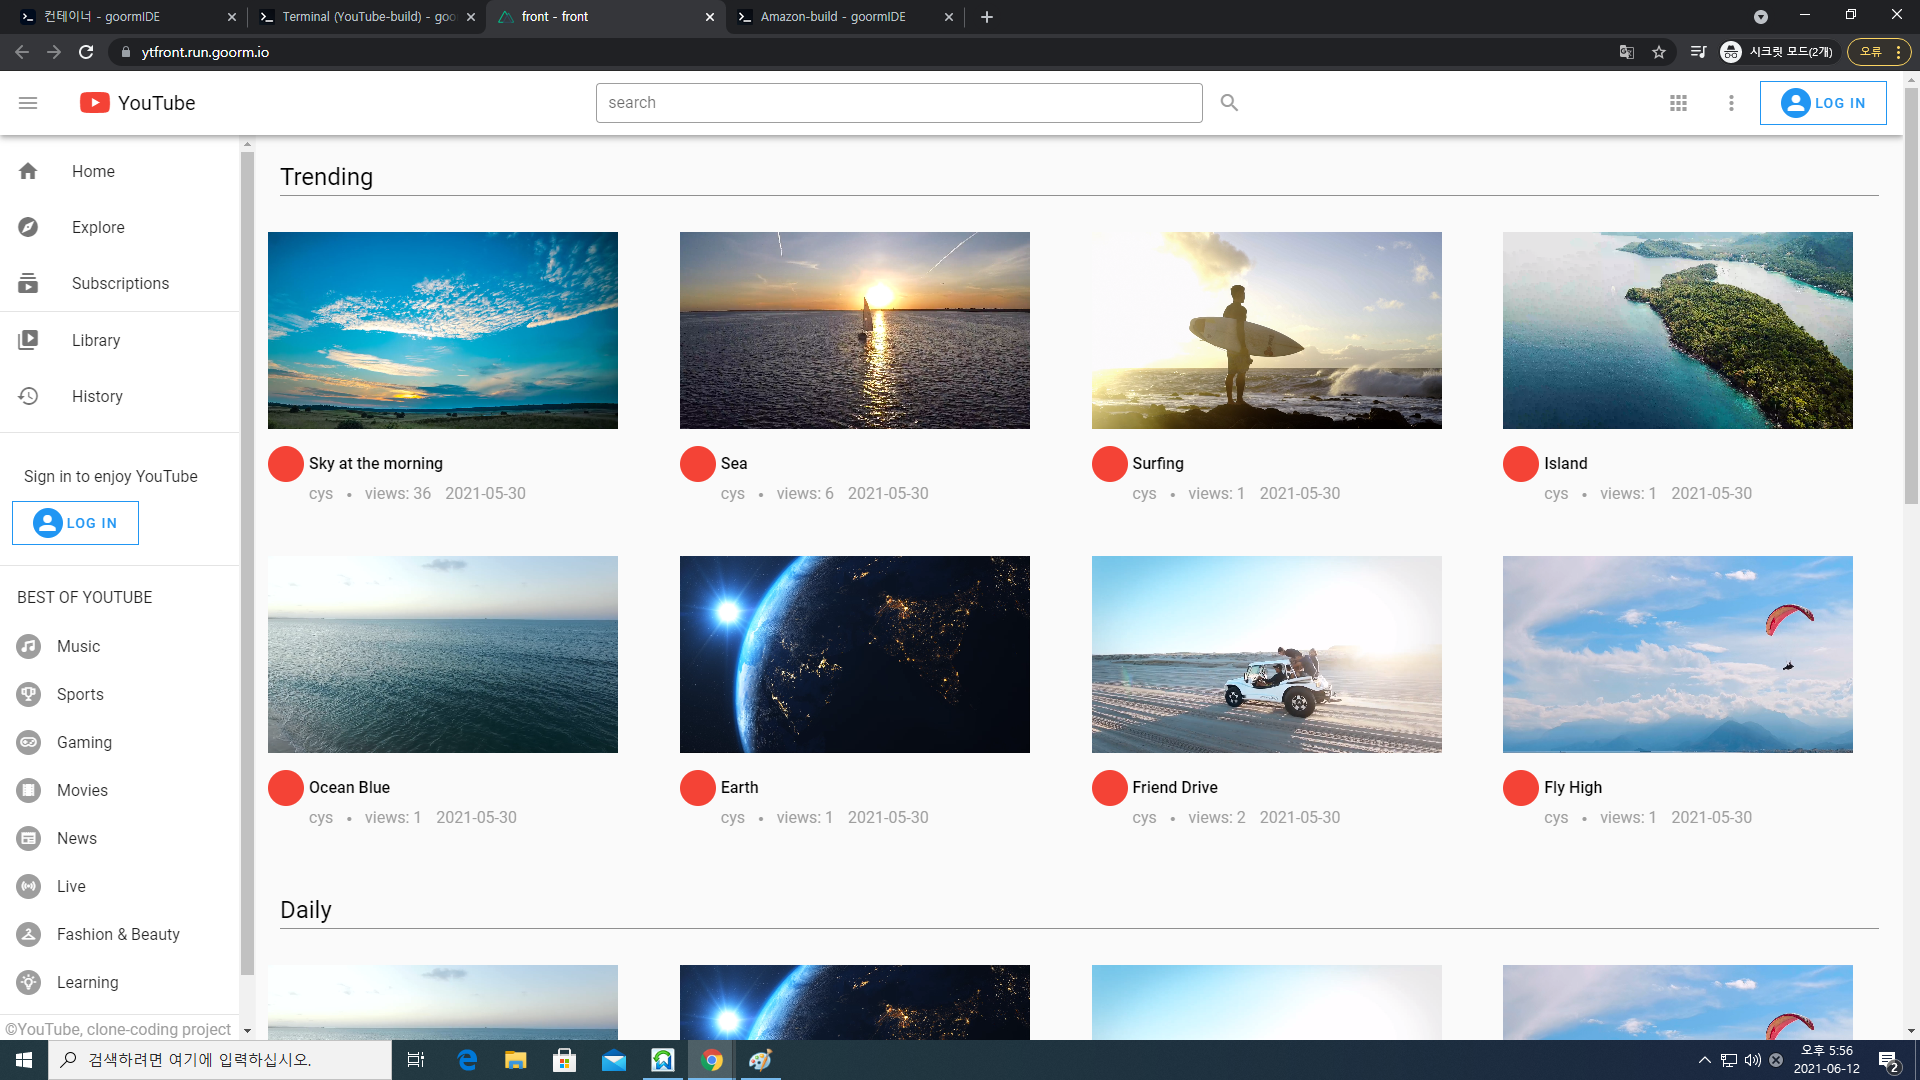 컨테이너 - goormIDE
Terminal (YouTube-build) - goo
front - front
Amazon-build - goormIDE
ytfront.run.goorm.io
시크릿 모드(2개)
오류
YouTube
search
LOG IN
Home
Explore
Subscriptions
Library
History
Sign in to enjoy YouTube
LOG IN
BEST OF YOUTUBE
Music
Sports
Gaming
Movies
News
Live
Fashion & Beauty
Learning
©YouTube, clone-coding project
Trending
Sky at the morning
cys • views: 36 2021-05-30
Sea
cys • views: 6 2021-05-30
Surfing
cys • views: 1 2021-05-30
Island
cys • views: 1 2021-05-30
Ocean Blue
cys • views: 1 2021-05-30
Earth
cys • views: 1 2021-05-30
Friend Drive
cys • views: 2 2021-05-30
Fly High
cys • views: 1 2021-05-30
Daily
검색하려면 여기에 입력하십시오.
오후 5:56
2021-06-12
2